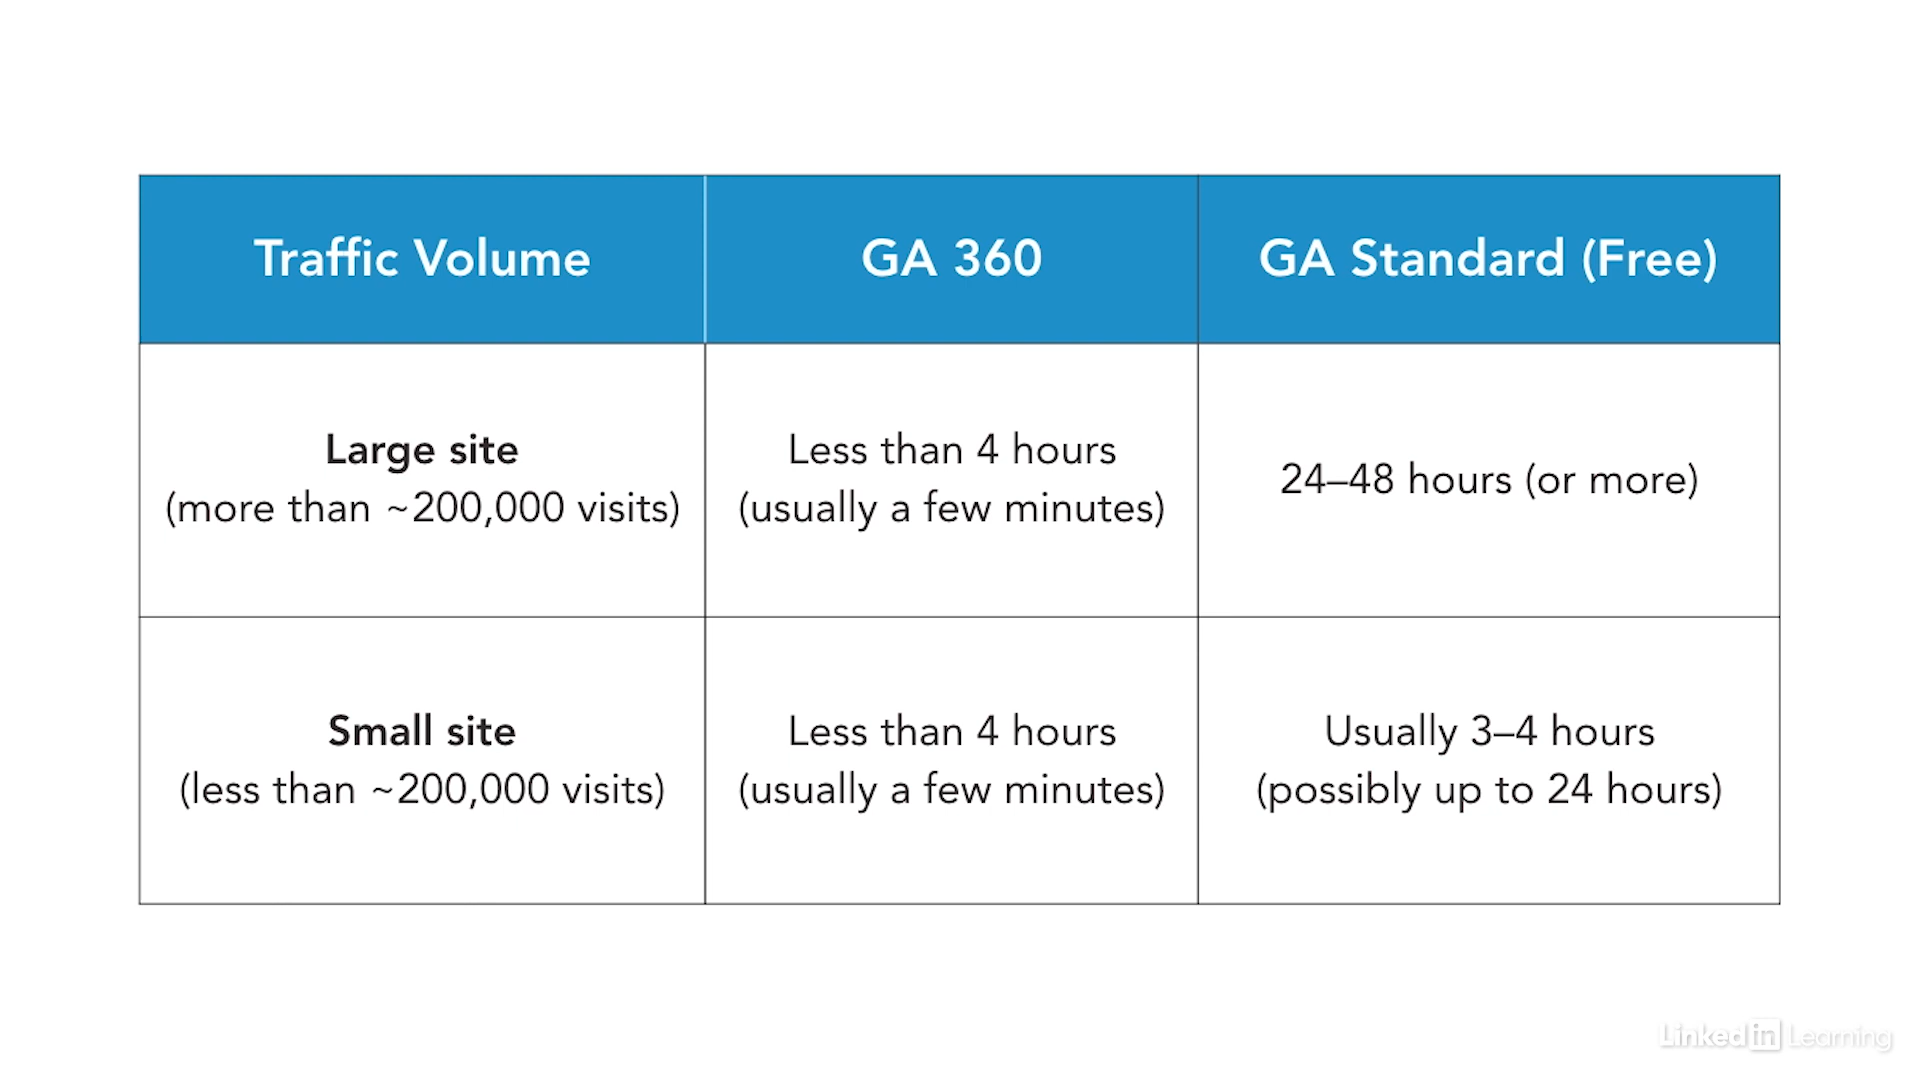 Traffic Volume
GA 360
GA Standard (Free)
Large site
(more than ~200,000 visits)
Less than 4 hours
(usually a few minutes)
24–48 hours (or more)
Small site
(less than ~200,000 visits)
Less than 4 hours
(usually a few minutes)
Usually 3–4 hours
(possibly up to 24 hours)
Linked in Learning